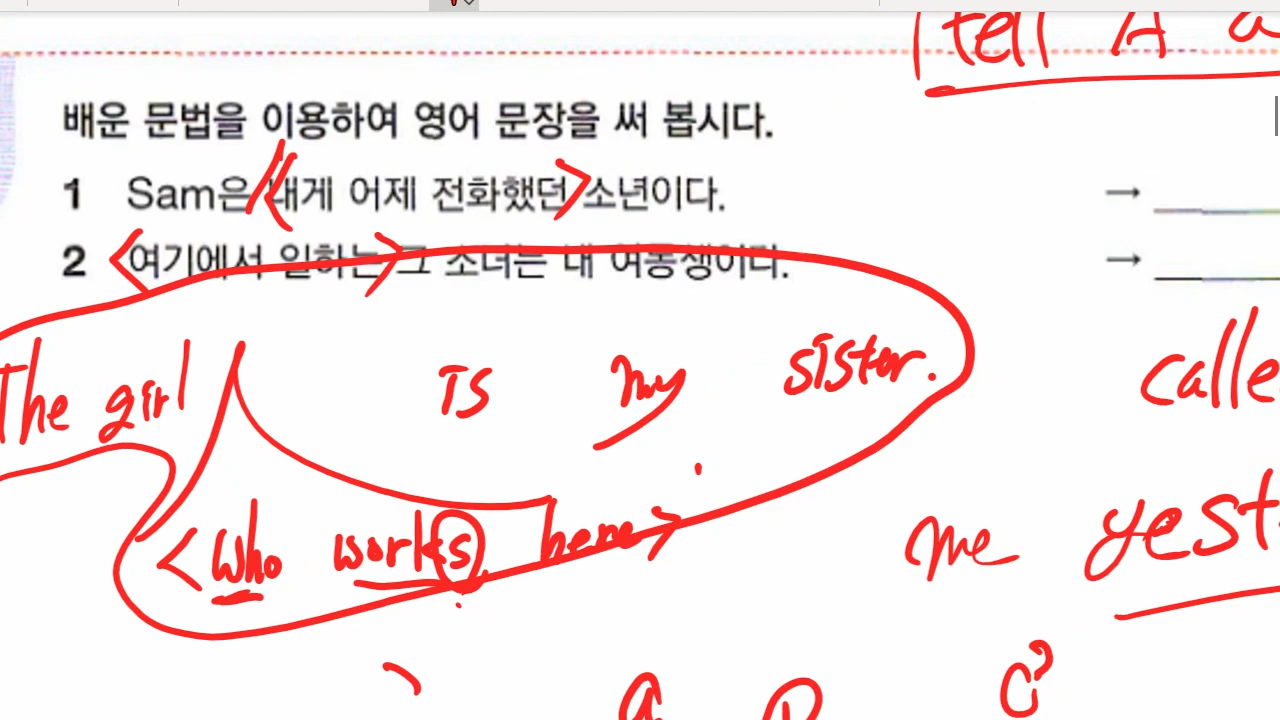 tell A
배운 문법을 이용하여 영어 문장을 써 봅시다.
1 Sam은 내게 어제 전화했던 소년이다. →
2 여기에서 일하는 그 소녀는 내 여동생이다. →
The girl is my sister.
calle
<who works here>
me yest